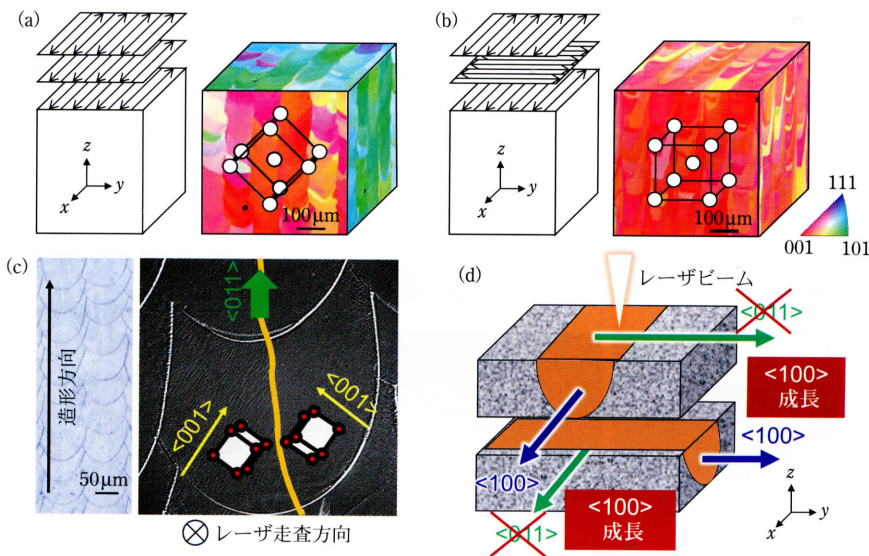 (a)
z
y
x
100μm
(b)
z
y
x
100μm
111
001
101
(c)
造形方向
50μm
<011>
<001>
<001>
⊗ レーザ走査方向
(d)
レーザビーム
<011>
<100>
成長
<100>
<100>
<011>
<100>
成長
z
y
x